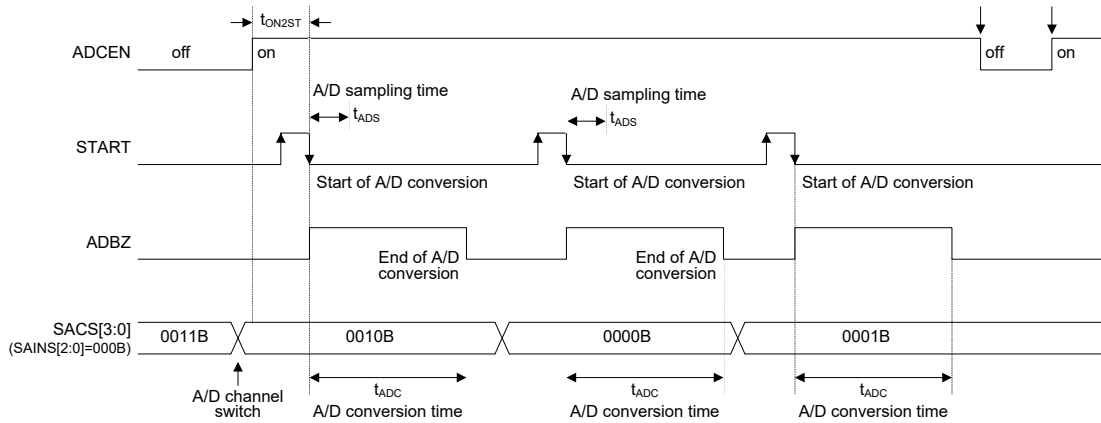 tON2ST
ADCEN
off
on
off
on
A/D sampling time
tADS
A/D sampling time
tADS
START
Start of A/D conversion
Start of A/D conversion
Start of A/D conversion
ADBZ
End of A/D
conversion
End of A/D
conversion
SACS[3:0]
(SAINS[2:0]=000B)
0011B
0010B
0000B
0001B
A/D channel
switch
tADC
A/D conversion time
tADC
A/D conversion time
tADC
A/D conversion time